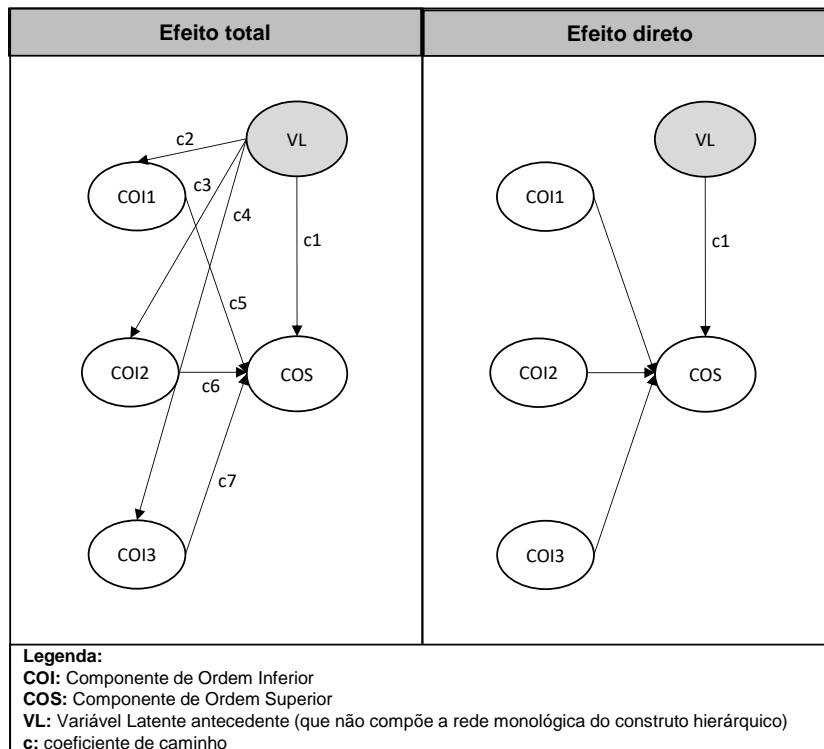 Efeito total
Efeito direto
VL
c2
COI1
c3
c4
c1
c5
COI2
c6
COS
c7
COI3
VL
COI1
c1
COI2
COS
COI3
Legenda:
COI: Componente de Ordem Inferior
COS: Componente de Ordem Superior
VL: Variável Latente antecedente (que não compõe a rede monológica do construto hierárquico)
c: coeficiente de caminho